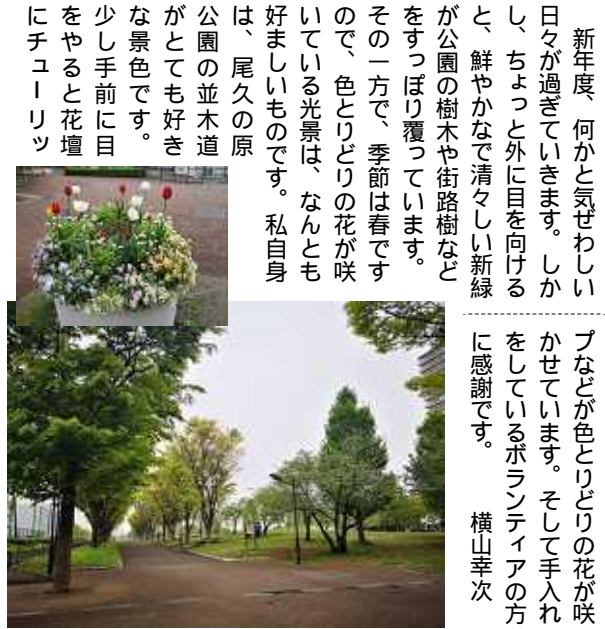 新年度、何かと気ぜわしい
日々が過ぎていきます。しか
し、ちょっと外に目を向ける
と、鮮やかなで清々しい新緑
が公園の樹木や街路樹など
をすっぽり覆っています。
その一方で、季節は春です
ので、色とりどりの花が咲
いている光景は、なんとも
好ましいものです。私自身
は、尾久の原
公園の並木道
がとても好き
な景色です。
少し手前に目
をやると花壇
にチューリッ
プなどが色とりどりの花が咲
かせています。そして手入れ
をしているボランティアの方
に感謝です。　横山幸次